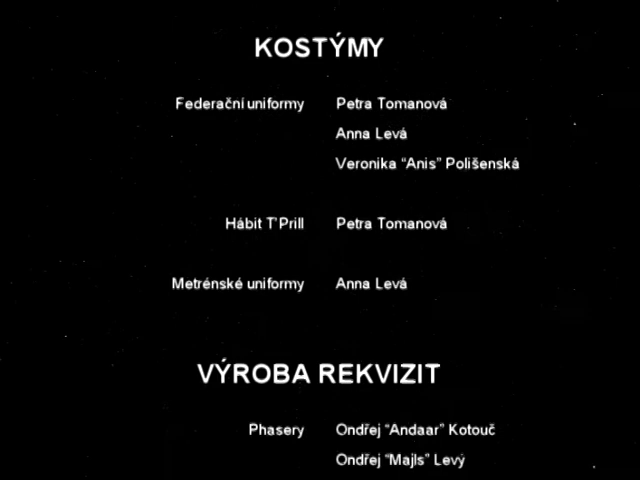 KOSTÝMY
Federační uniformy Petra Tomanová
Anna Levá
Veronika “Anis” Polišenská
Hábit T'Prill Petra Tomanová
Metrénské uniformy Anna Levá
VÝROBA REKVIZIT
Phasery Ondřej “Andaar” Kotouč
Ondřej “Majls” Levý